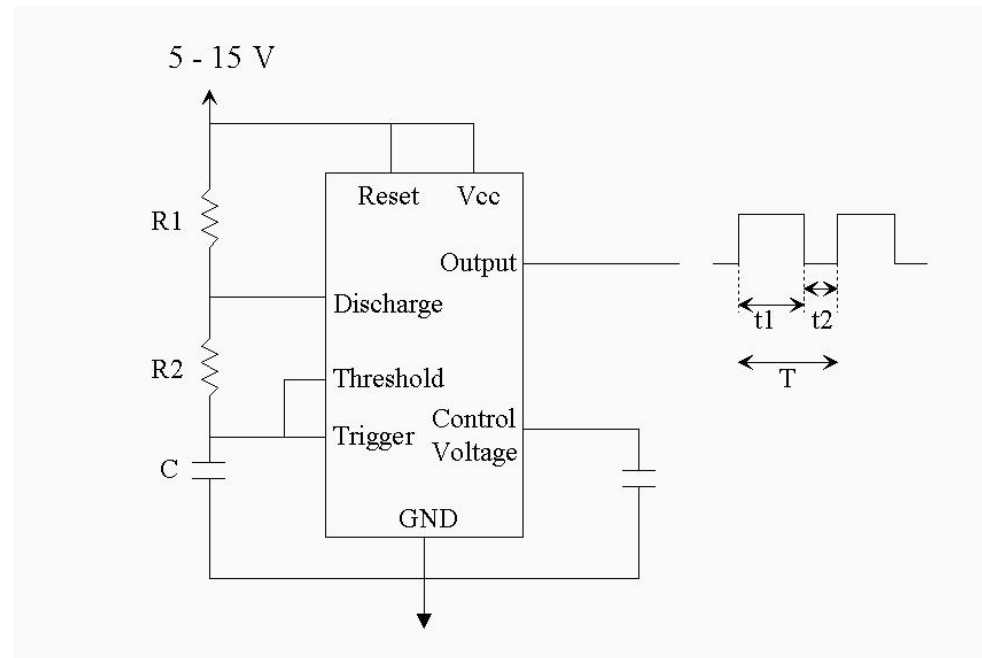 5 - 15 V
Reset
Vcc
R1
Output
Discharge
t1
t2
R2
Threshold
T
Control
Trigger
Voltage
C
GND